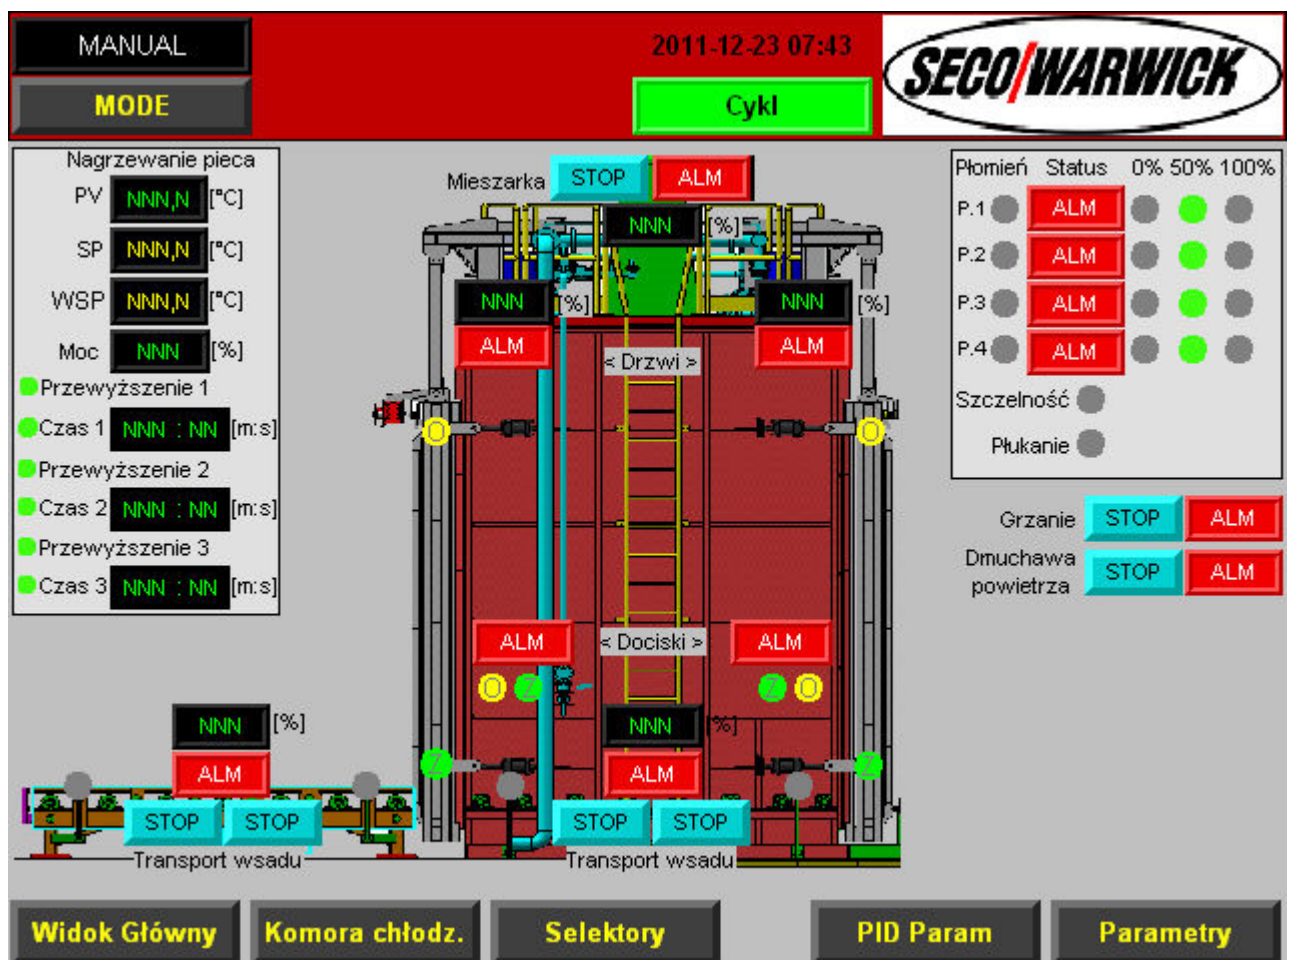 MANUAL
2011-12-23 07:43
SECO/WARWICK
MODE
Cykl
Nagrzewanie pieca
PV NNN,N [°C]
SP NNN,N [°C]
WSP NNN,N [°C]
Moc NNN [%]
Przewyższenie 1
Czas 1 NNN : NN [m:s]
Przewyższenie 2
Czas 2 NNN : NN [m:s]
Przewyższenie 3
Czas 3 NNN : NN [m:s]
Mieszarka STOP ALM
NNN [%]
NNN [%] NNN [%]
ALM ALM
< Drzwi >
O O
ALM < Dociski > ALM
O Z Z O
NNN [%]
ALM
Z Z
STOP STOP
Transport wsadu
NNN [%]
ALM
STOP STOP
Transport wsadu
Płomień Status 0% 50% 100%
P.1 ALM
P.2 ALM
P.3 ALM
P.4 ALM
Szczelność
Płukanie
Grzanie STOP ALM
Dmuchawa
powietrza STOP ALM
Widok Główny Komora chłodz. Selektory PID Param Parametry